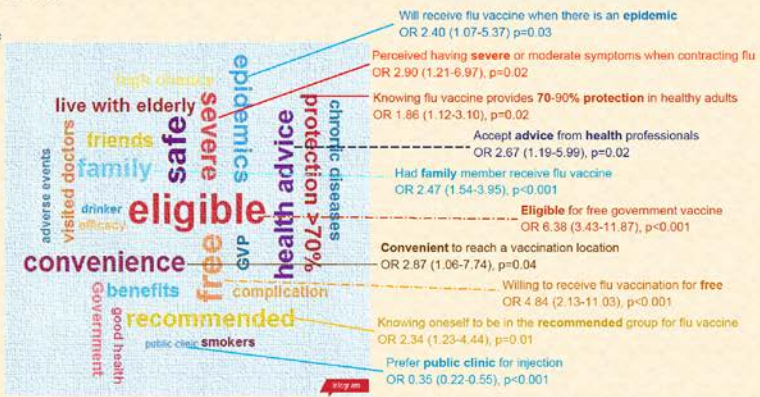 Will receive flu vaccine when there is an epidemic
OR 2.40 (1.07-5.37) p=0.03
Perceived having severe or moderate symptoms when contracting flu
OR 2.90 (1.21-6.97), p=0.02
Knowing flu vaccine provides 70-90% protection in healthy adults
OR 1.86 (1.12-3.10), p=0.02
Accept advice from health professionals
OR 2.67 (1.19-5.99), p=0.02
Had family member receive flu vaccine
OR 2.47 (1.54-3.95), p<0.001
Eligible for free government vaccine
OR 6.38 (3.43-11.87), p<0.001
Convenient to reach a vaccination location
OR 2.87 (1.06-7.74), p=0.04
Willing to receive flu vaccination for free
OR 4.84 (2.13-11.03), p<0.001
Knowing oneself to be in the recommended group for flu vaccine
OR 2.34 (1.23-4.44), p=0.01
Prefer public clinic for injection
OR 0.35 (0.22-0.55), p<0.001
high chance
live with elderly
friends
family
safe
severe
epidemics
health advice
protection >70%
chronic diseases
adverse events
visited doctors
drinker
efficacy
eligible
convenience
free
GVP
benefits
complication
Government
good health
recommended
public clinic
smokers
infogram